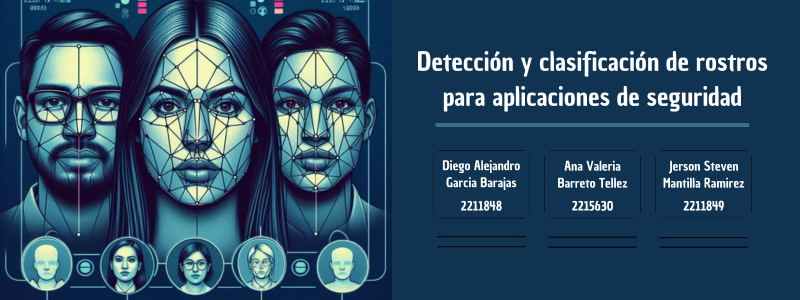 Detección y clasificación de rostros
para aplicaciones de seguridad
Diego Alejandro
Garcia Barajas
2211848
Ana Valeria
Barreto Tellez
2215630
Jerson Steven
Mantilla Ramirez
2211849